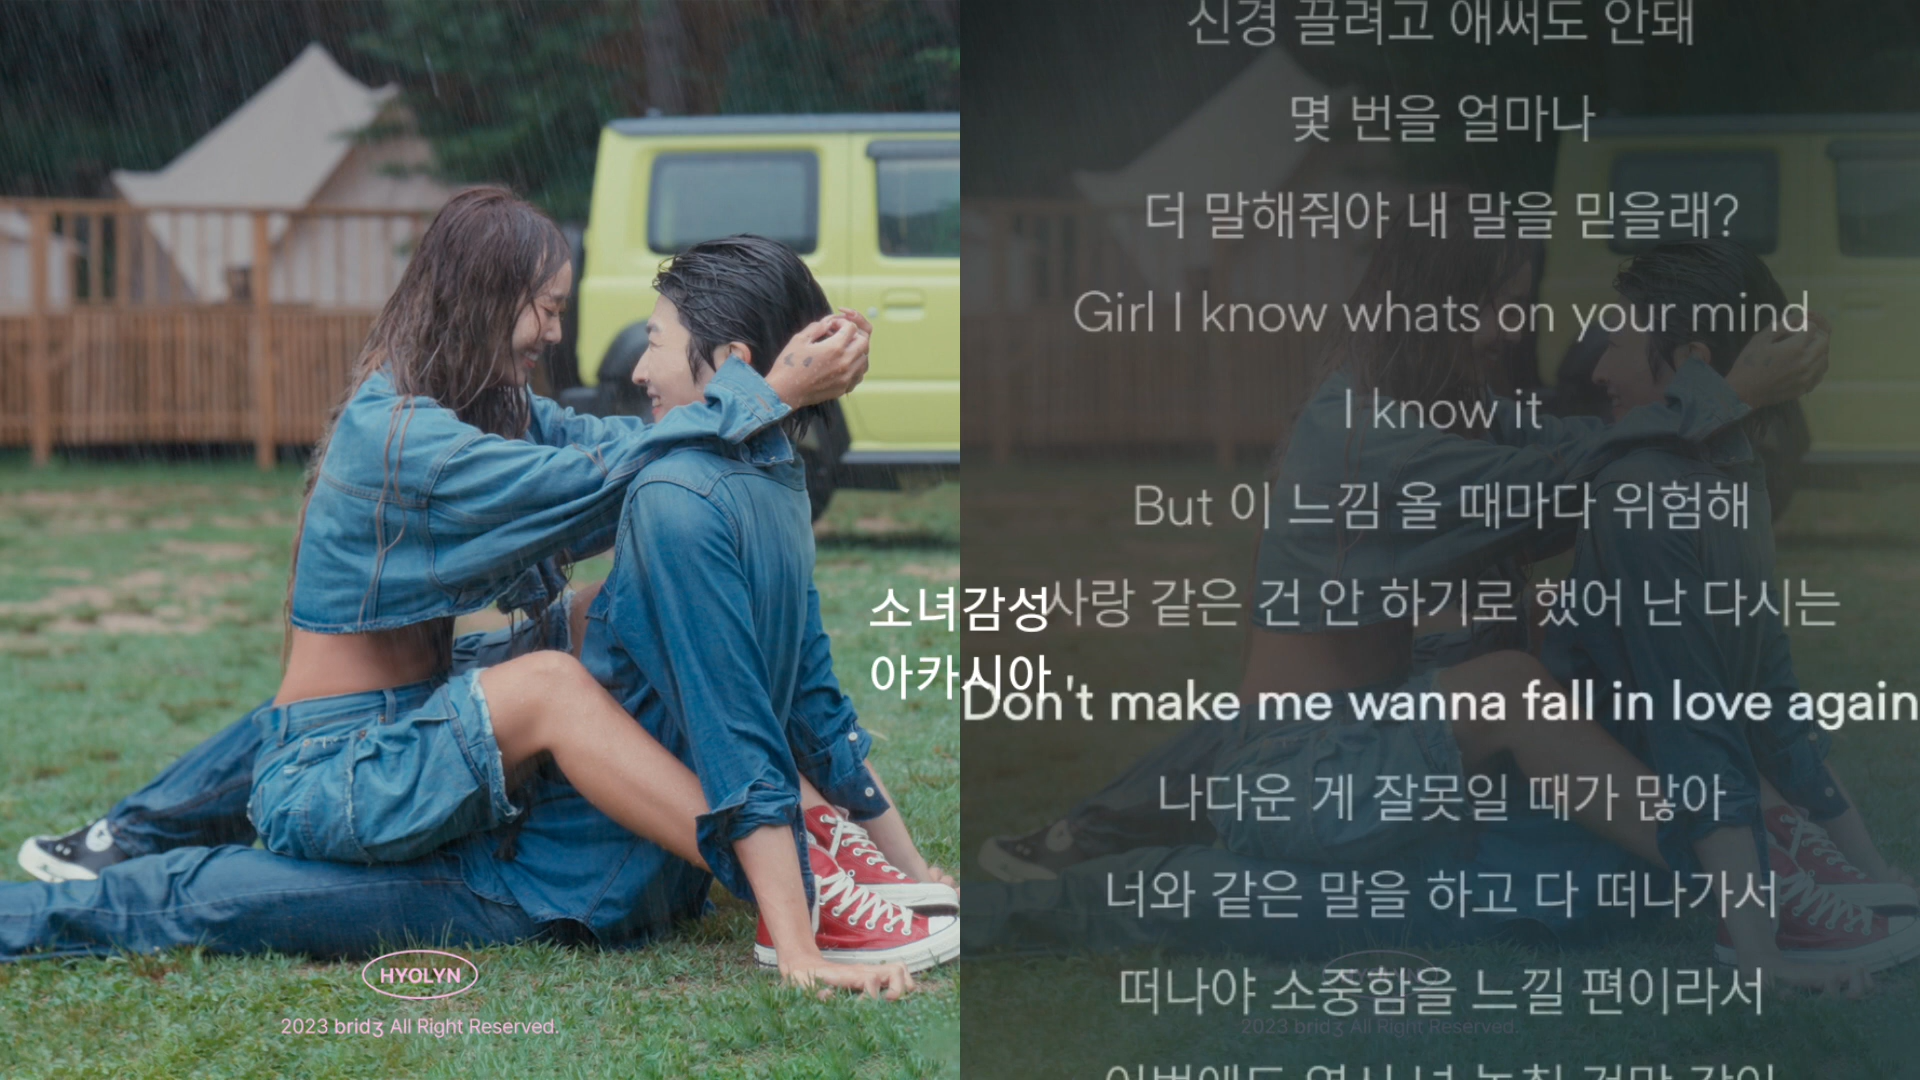 HYOLYN
2023 bridʒ All Right Reserved.
소녀감성
아카시아
신경 끌려고 애써도 안돼
몇 번을 얼마나
더 말해줘야 내 말을 믿을래?
Girl I know whats on your mind
I know it
But 이 느낌 올 때마다 위험해
사랑 같은 건 안 하기로 했어 난 다시는
Don't make me wanna fall in love again
나다운 게 잘못일 때가 많아
너와 같은 말을 하고 다 떠나가서
떠나야 소중함을 느낄 편이라서
2023 bridʒ All Right Reserved.